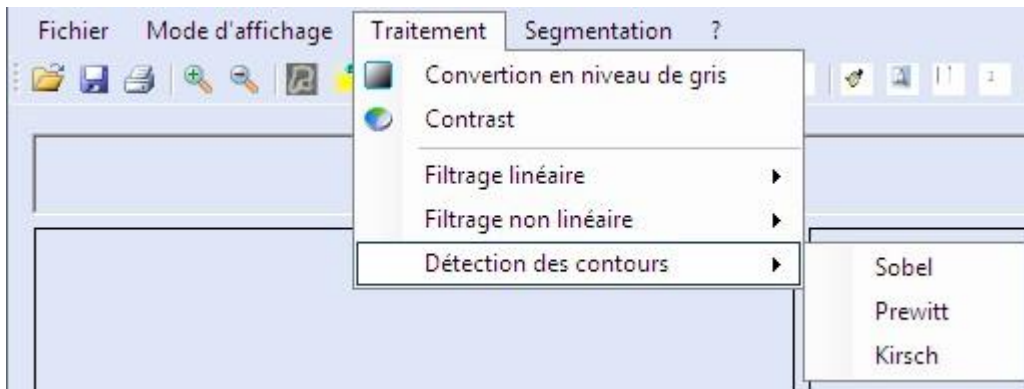 Fichier Mode d'affichage Traitement Segmentation ?
Convertion en niveau de gris
Contrast
Filtrage linéaire
Filtrage non linéaire
Détection des contours
Sobel
Prewitt
Kirsch